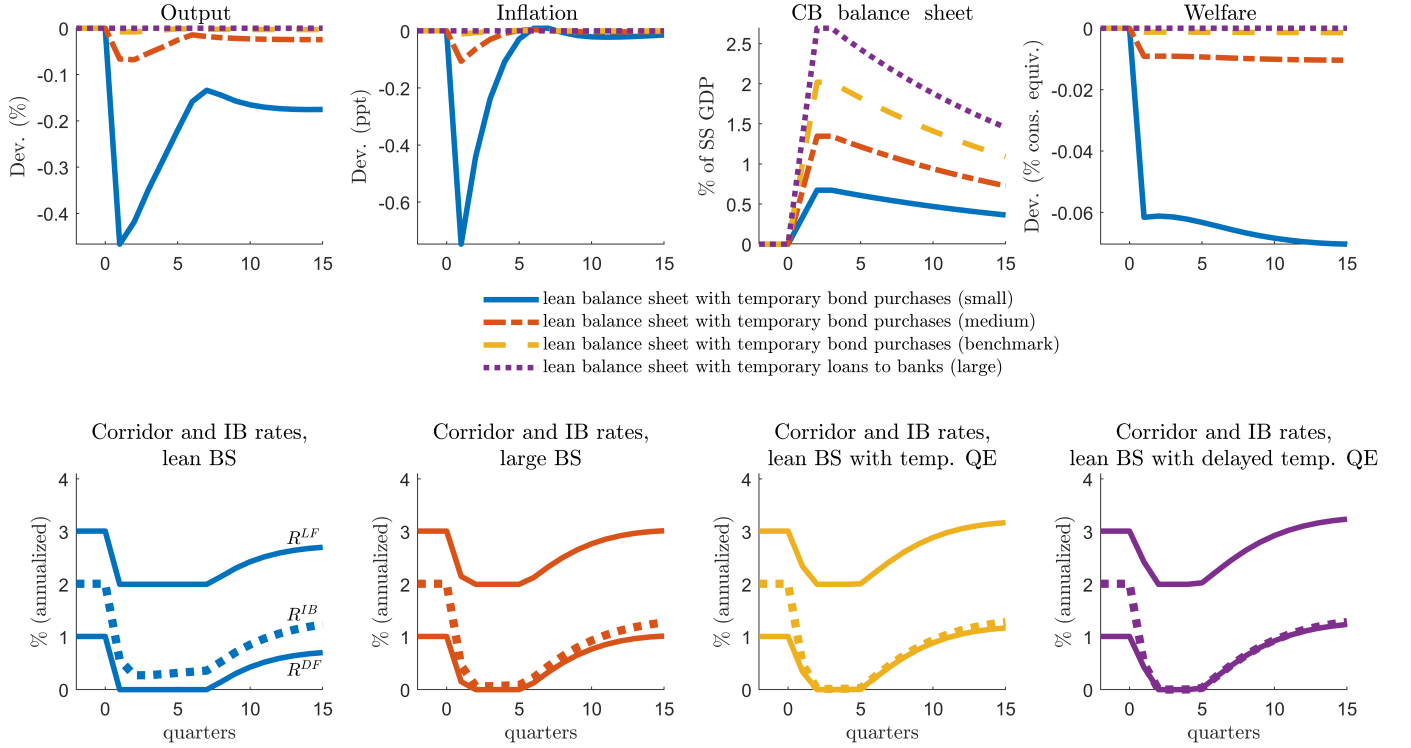 Output
Inflation
CB balance sheet
Welfare
Dev. (%)
0
-0.1
-0.2
-0.3
-0.4
0 5 10 15
Dev. (ppt)
0
-0.2
-0.4
-0.6
0 5 10 15
% of SS GDP
2.5
2
1.5
1
0.5
0
0 5 10 15
Dev. (% cons. equiv.)
0
-0.02
-0.04
-0.06
0 5 10 15
lean balance sheet with temporary bond purchases (small)
lean balance sheet with temporary bond purchases (medium)
lean balance sheet with temporary bond purchases (benchmark)
lean balance sheet with temporary loans to banks (large)
Corridor and IB rates,
lean BS
% (annualized)
4
3
2
1
0
R^{LF}
R^{IB}
R^{DF}
0 5 10 15
quarters
Corridor and IB rates,
large BS
% (annualized)
4
3
2
1
0
0 5 10 15
quarters
Corridor and IB rates,
lean BS with temp. QE
% (annualized)
4
3
2
1
0
0 5 10 15
quarters
Corridor and IB rates,
lean BS with delayed temp. QE
% (annualized)
4
3
2
1
0
0 5 10 15
quarters